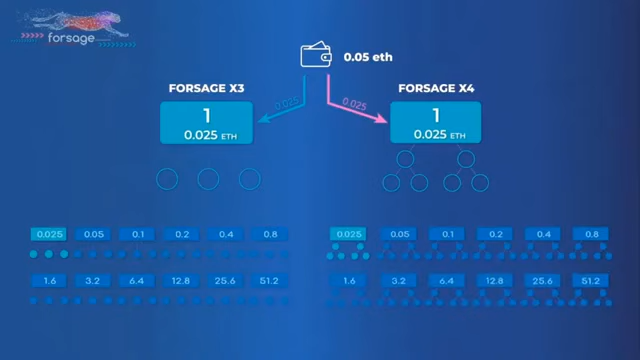 forsage
0.05 eth
FORSAGE X3
FORSAGE X4
0.025
0.025
1
0.025 ETH
1
0.025 ETH
0.025 0.05 0.1 0.2 0.4 0.8
0.025 0.05 0.1 0.2 0.4 0.8
1.6 3.2 6.4 12.8 25.6 51.2
1.6 3.2 6.4 12.8 25.6 51.2